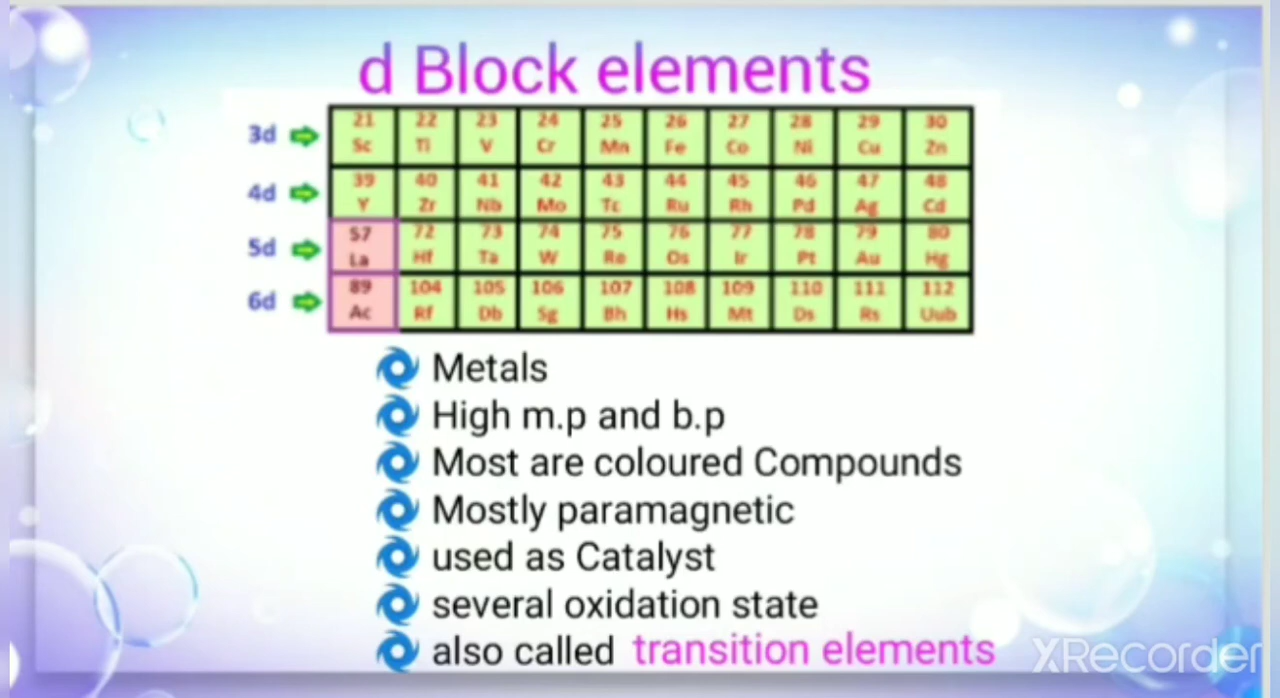 d Block elements
21 22 23 24 25 26 27 28 29 30
3d Sc Ti V Cr Mn Fe Co Ni Cu Zn
39 40 41 42 43 44 45 46 47 48
4d Y Zr Nb Mo Tc Ru Rh Pd Ag Cd
57 72 73 74 75 76 77 78 79 80
5d La Hf Ta W Re Os Ir Pt Au Hg
89 104 105 106 107 108 109 110 111 112
6d Ac Rf Db Sg Bh Hs Mt Ds Rs Uub
Metals
High m.p and b.p
Most are coloured Compounds
Mostly paramagnetic
used as Catalyst
several oxidation state
also called transition elements
XRecorder